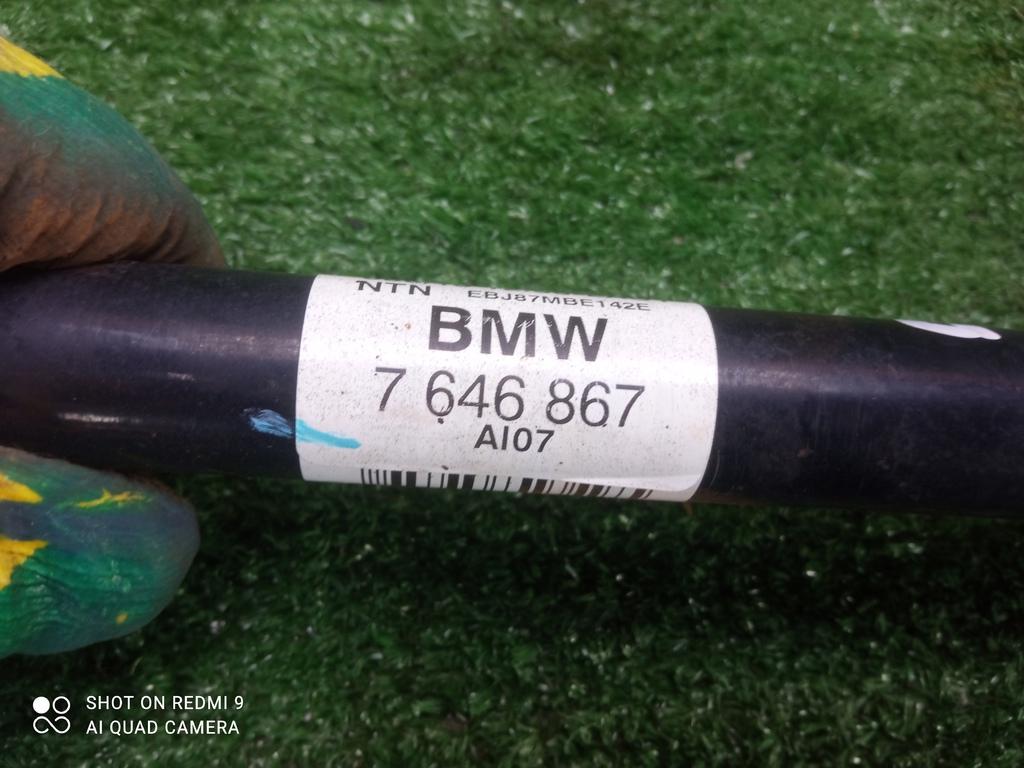 NTN EBJ87MBE142E
BMW
7 646 867
AI07
SHOT ON REDMI 9
AI QUAD CAMERA